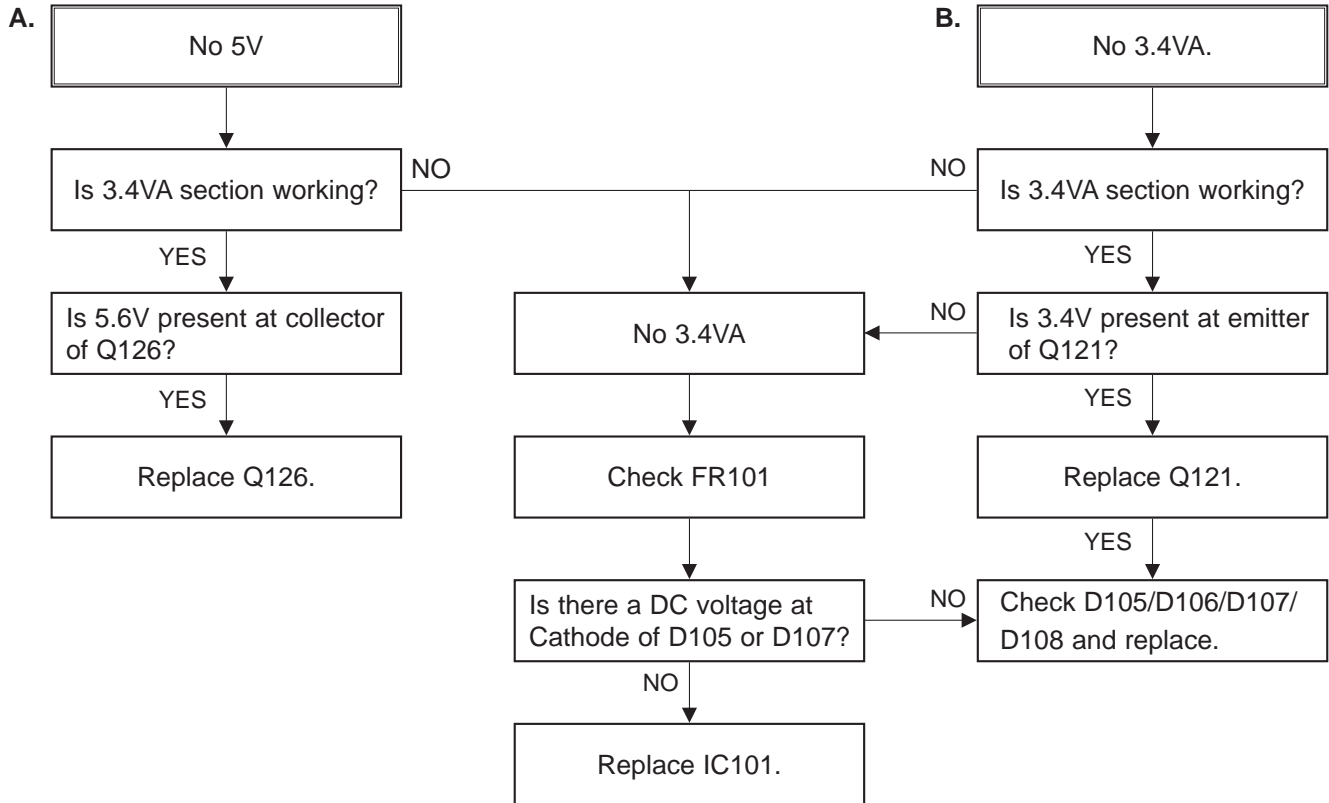 A.
No 5V
B.
No 3.4VA.
Is 3.4VA section working?
NO
NO
Is 3.4VA section working?
YES
YES
Is 5.6V present at collector
of Q126?
No 3.4VA
NO
Is 3.4V present at emitter
of Q121?
YES
YES
Replace Q126.
Check FR101
Replace Q121.
YES
Is there a DC voltage at
Cathode of D105 or D107?
NO
Check D105/D106/D107/
D108 and replace.
NO
Replace IC101.